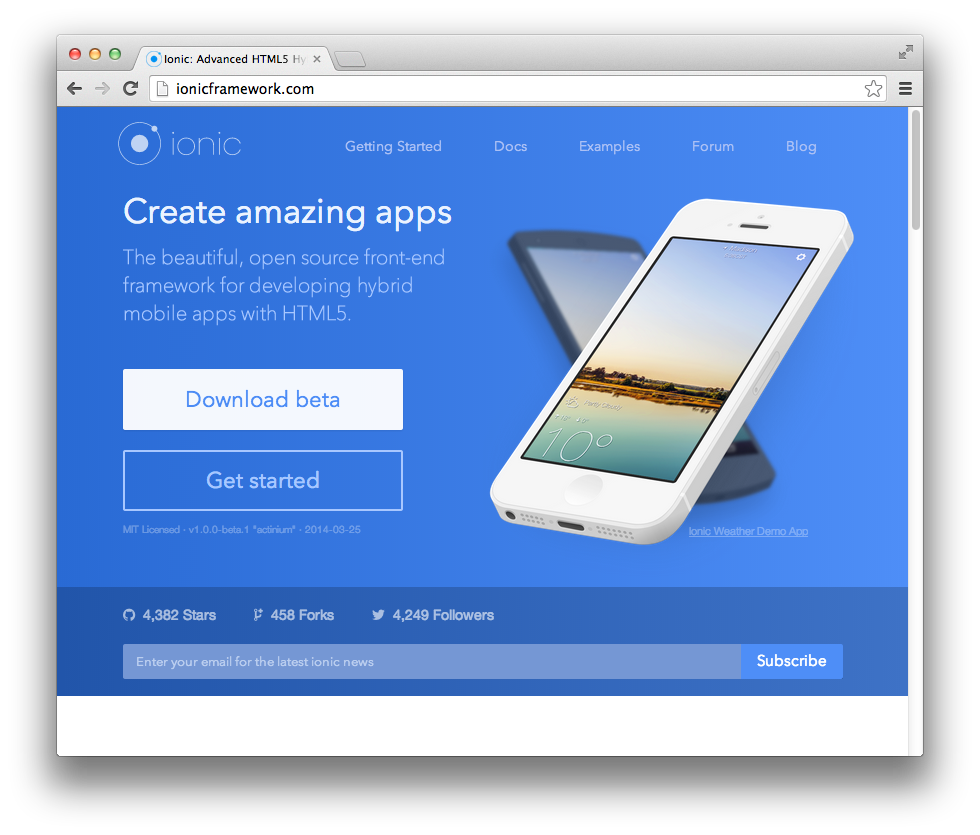 Ionic: Advanced HTML5 Hy
ionicframework.com
ionic
Getting Started Docs Examples Forum Blog
Create amazing apps
The beautiful, open source front-end
framework for developing hybrid
mobile apps with HTML5.
Download beta
Get started
MIT Licensed · v1.0.0-beta.1 "actinium" · 2014-03-25
Partly Cloudy
10°
Ionic Weather Demo App
4,382 Stars 458 Forks 4,249 Followers
Enter your email for the latest ionic news Subscribe